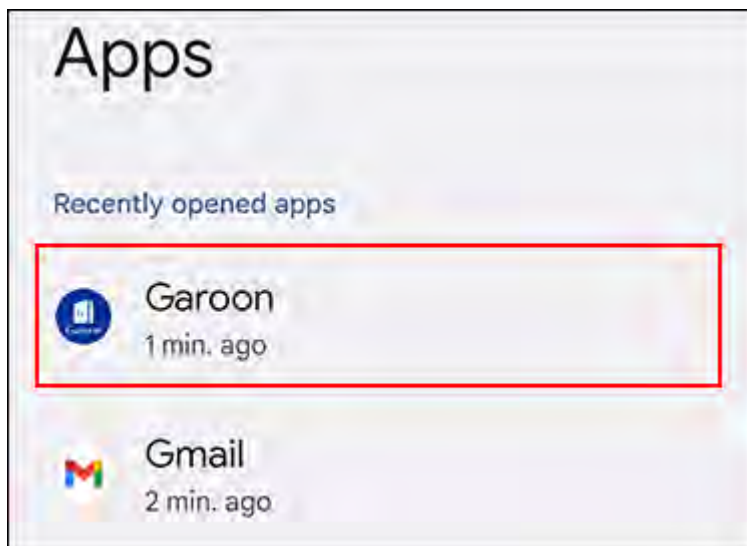 Apps
Recently opened apps
Garoon
1 min. ago
Gmail
2 min. ago